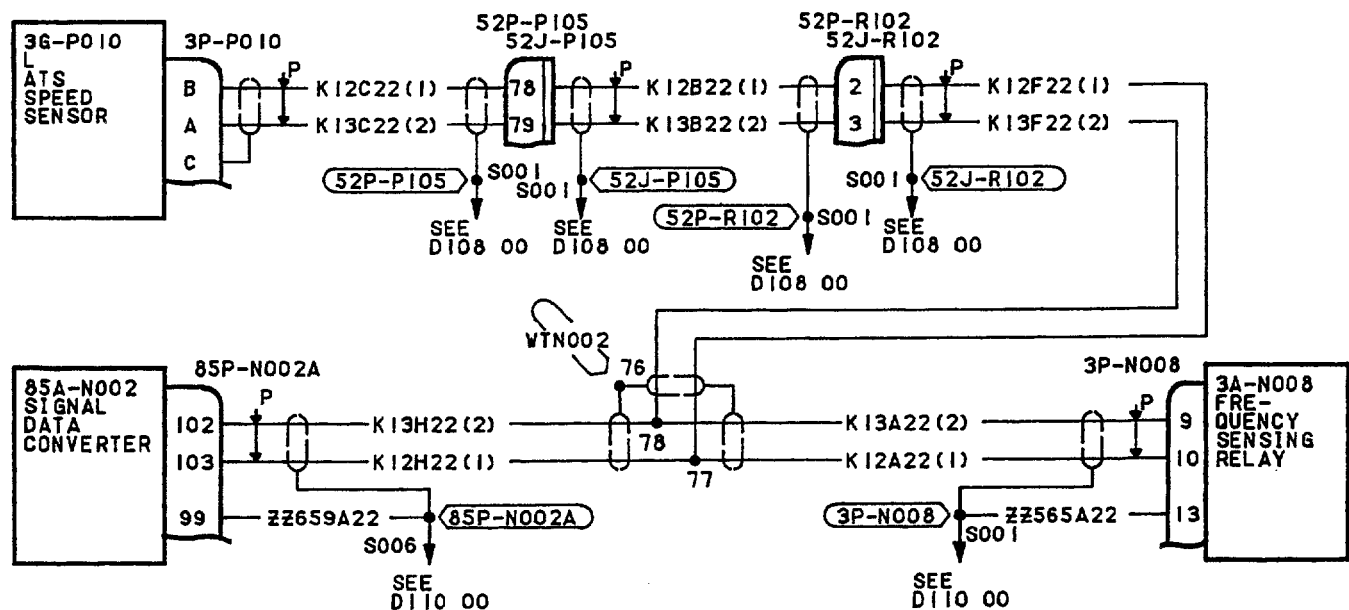 52P-P105
52J-P105
52P-R102
52J-R102
3G-P010
L
ATS
SPEED
SENSOR
3P-P010
B
A
C
P
K12C22(1)
K13C22(2)
78
79
P
K12B22(1)
K13B22(2)
2
3
P
K12F22(1)
K13F22(2)
52P-P105
S001
S001
52J-P105
S001
52J-R102
52P-R102
S001
SEE
D108 00
SEE
D108 00
SEE
D108 00
SEE
D108 00
WTN002
76
85A-N002
SIGNAL
DATA
CONVERTER
85P-N002A
102
103
99
P
K13H22(2)
K12H22(1)
ZZ659A22
85P-N002A
S006
SEE
D110 00
78
77
K13A22(2)
K12A22(1)
3P-N008
P
9
10
13
3A-N008
FRE-
QUENCY
SENSING
RELAY
3P-N008
ZZ565A22
S001
SEE
D110 00